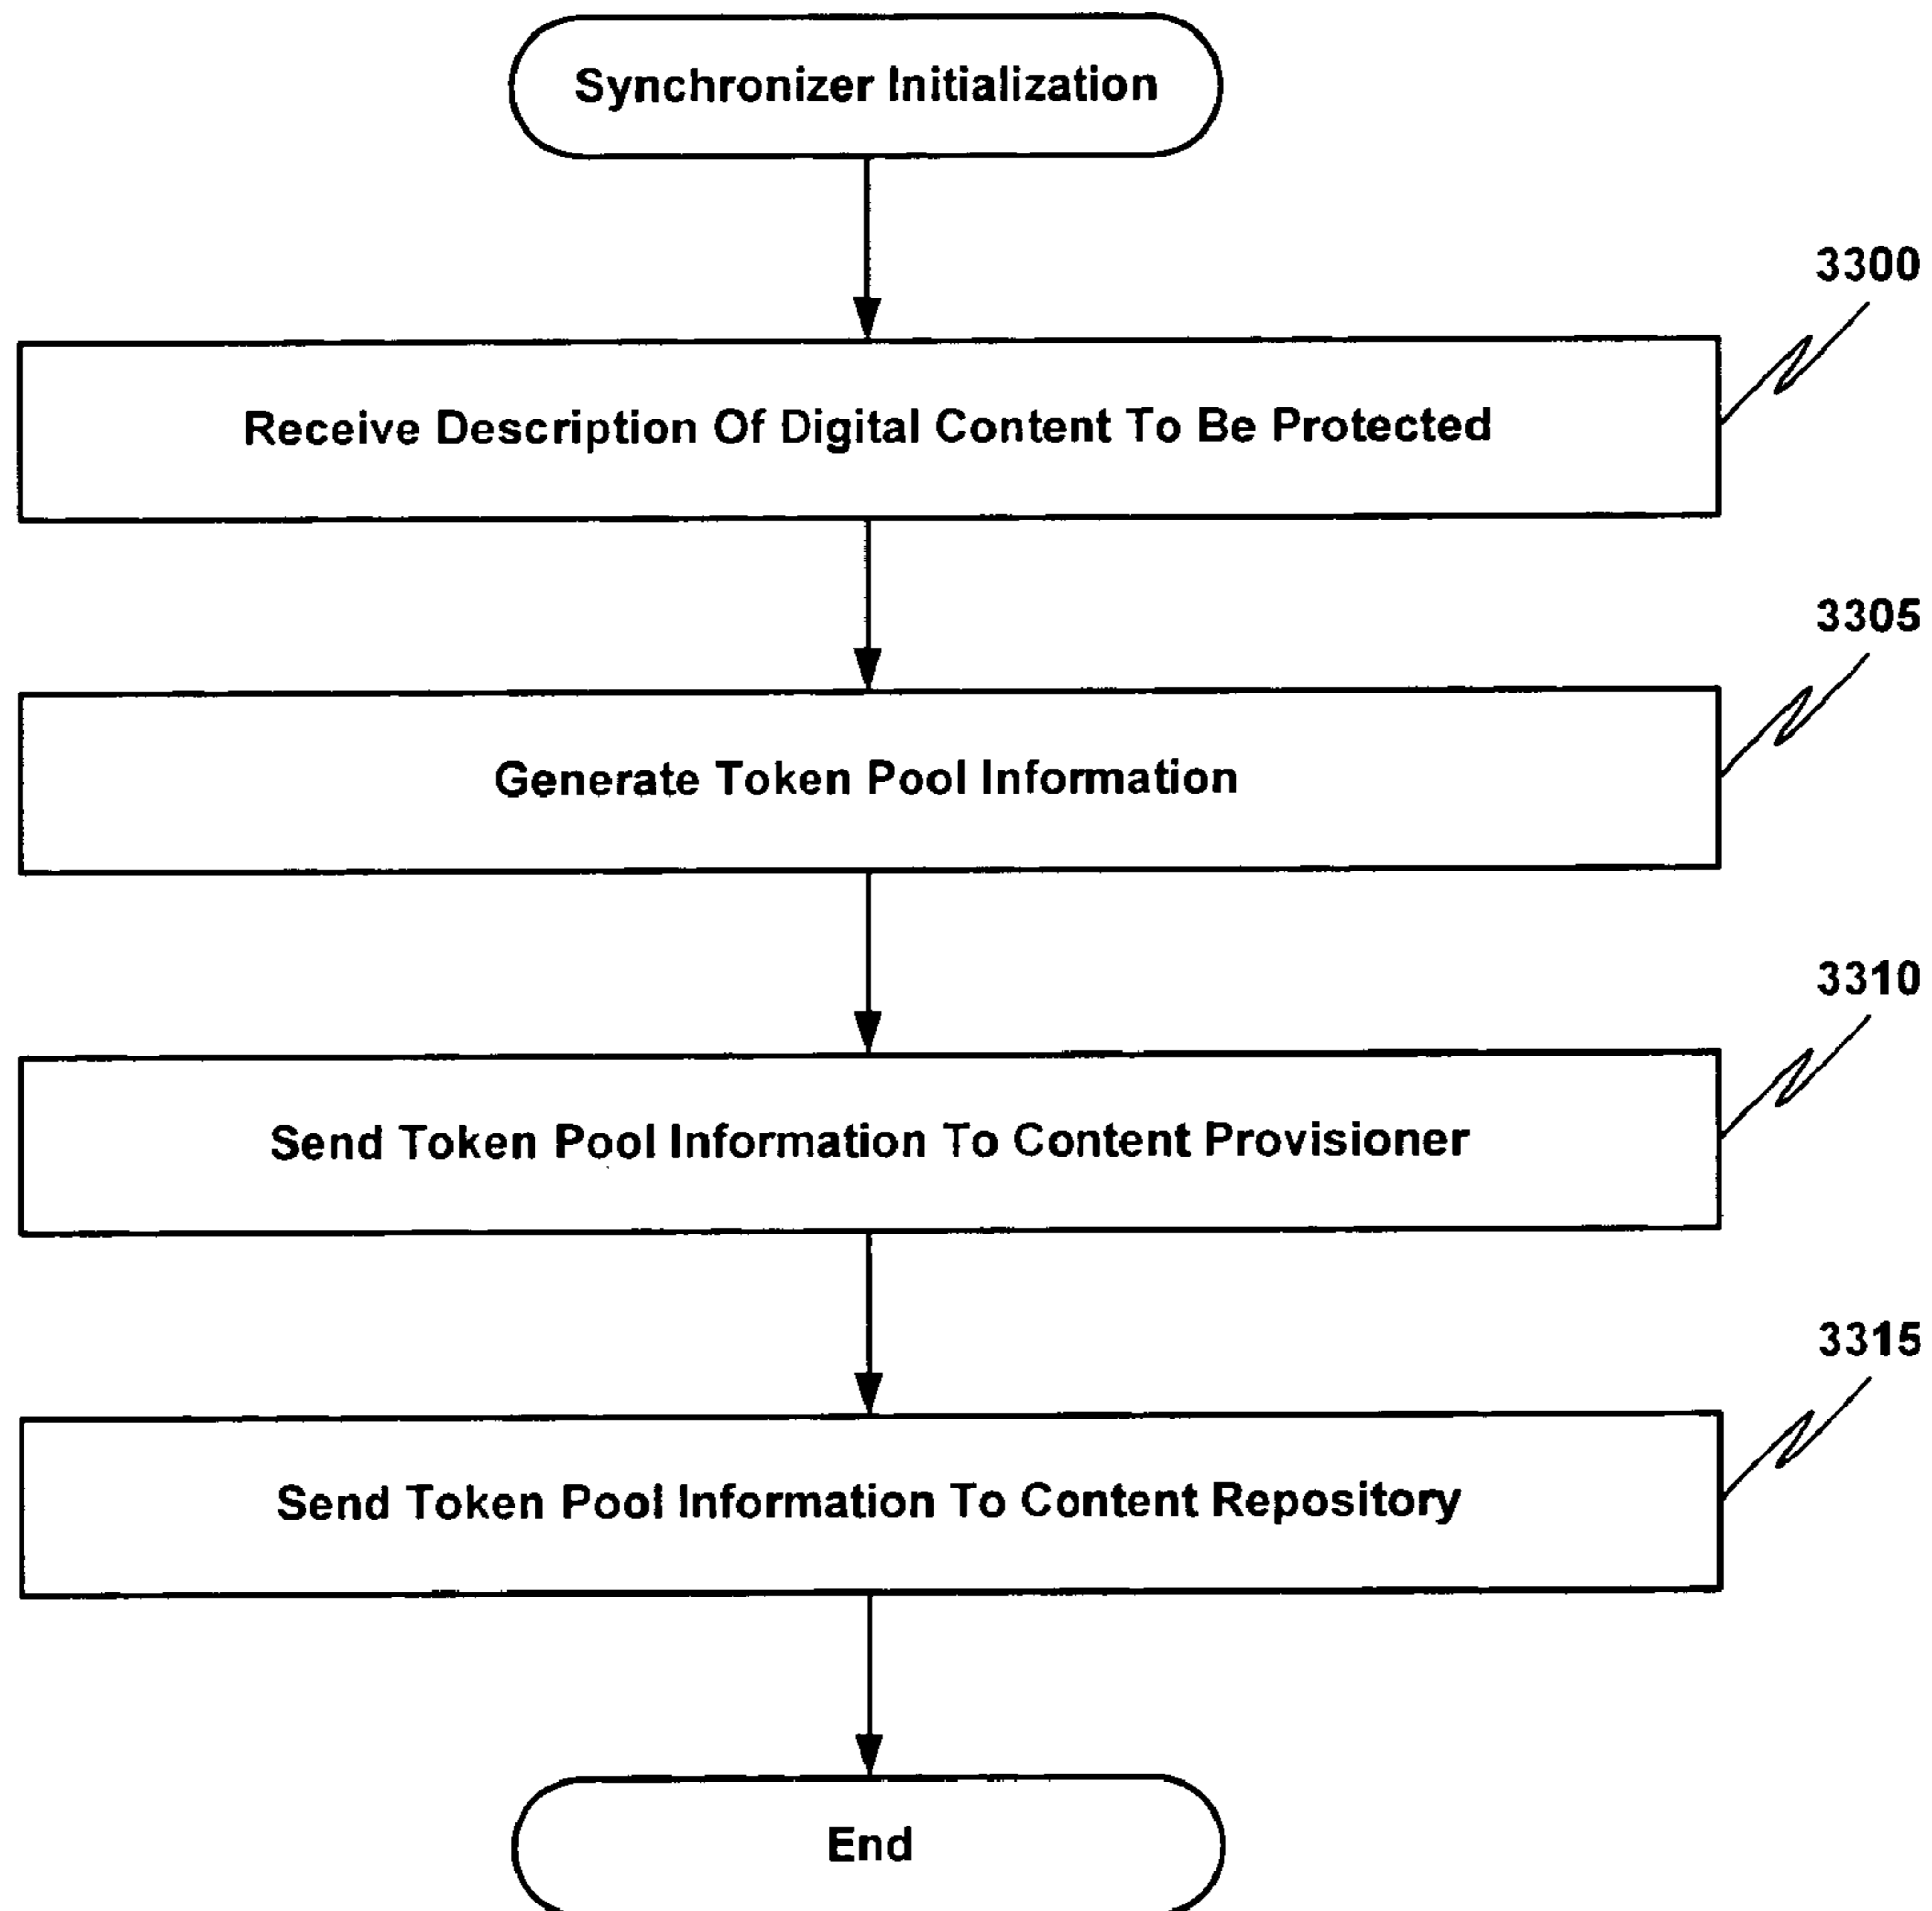 Synchronizer Initialization
3300
Receive Description Of Digital Content To Be Protected
3305
Generate Token Pool Information
3310
Send Token Pool Information To Content Provisioner
3315
Send Token Pool Information To Content Repository
End